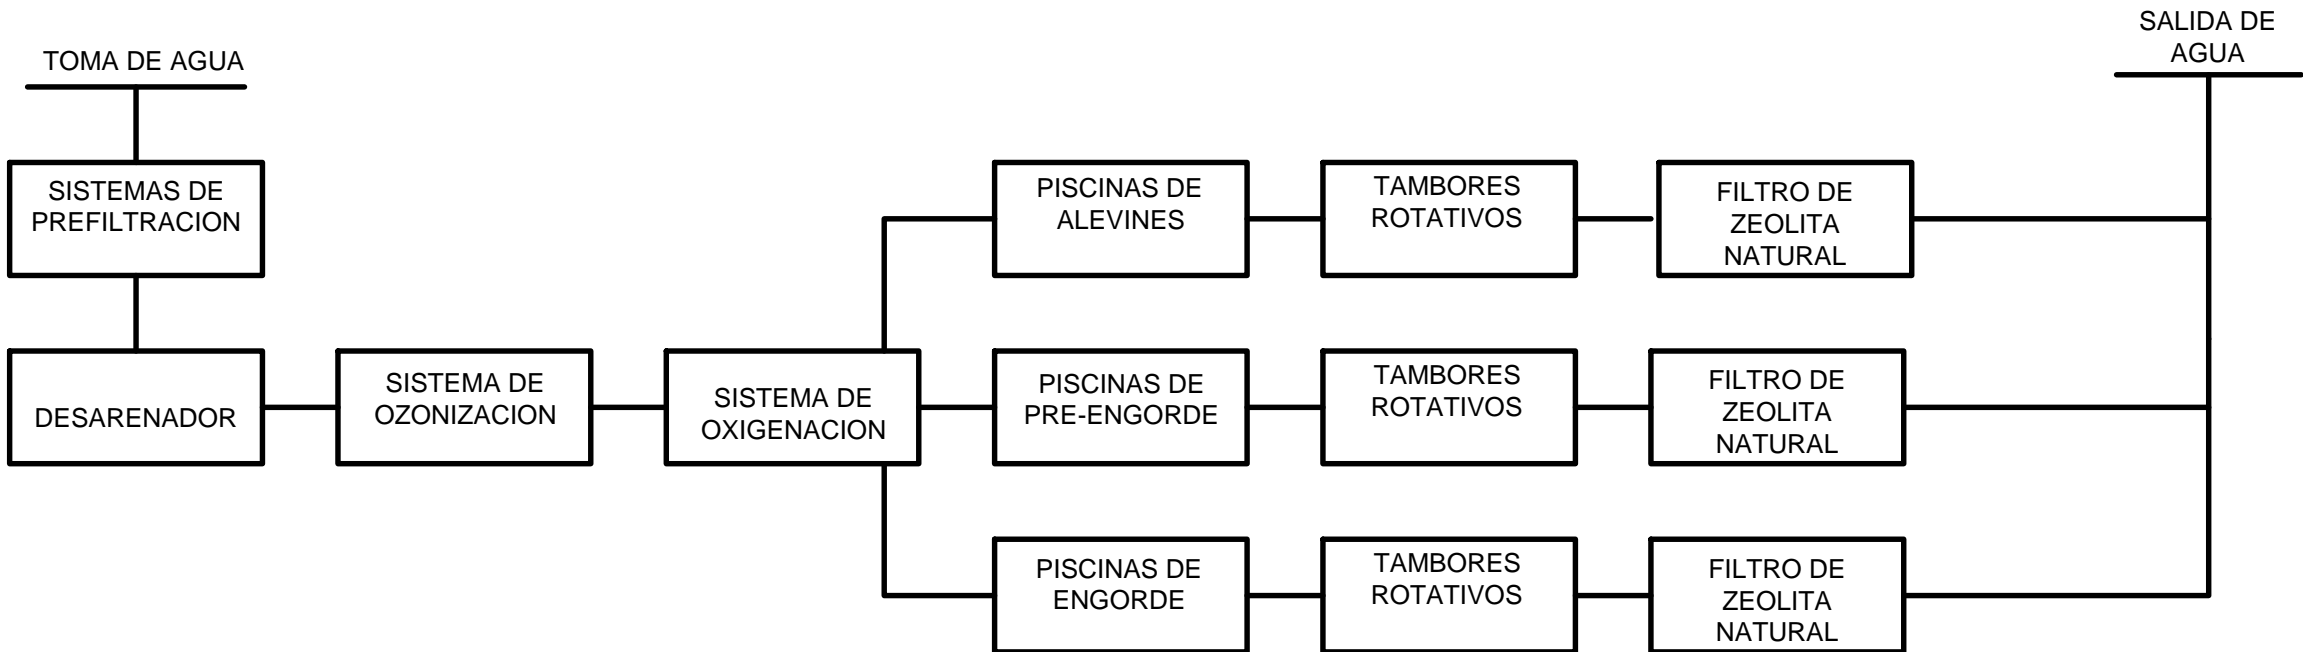 TOMA DE AGUA
SALIDA DE
AGUA
SISTEMAS DE
PREFILTRACION
PISCINAS DE
ALEVINES
TAMBORES
ROTATIVOS
FILTRO DE
ZEOLITA
NATURAL
DESARENADOR
SISTEMA DE
OZONIZACION
SISTEMA DE
OXIGENACION
PISCINAS DE
PRE-ENGORDE
TAMBORES
ROTATIVOS
FILTRO DE
ZEOLITA
NATURAL
PISCINAS DE
ENGORDE
TAMBORES
ROTATIVOS
FILTRO DE
ZEOLITA
NATURAL